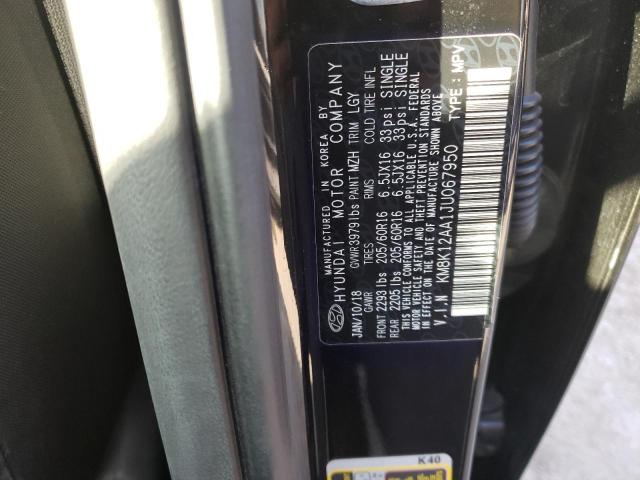 MANUFACTURED IN KOREA BY
HYUNDAI MOTOR COMPANY
JAN/10/18 GVWR 3979 lbs PAINT MZH TRIM LGY
GAWR TIRES RIMS COLD TIRE INFL
FRONT 2293 lbs 205/60R16 6.5JX16 33psi SINGLE
REAR 2205 lbs 205/60R16 6.5JX16 33psi SINGLE
THIS VEHICLE CONFORMS TO ALL APPLICABLE U.S.A. FEDERAL
MOTOR VEHICLE SAFETY AND THEFT PREVENTION STANDARDS
IN EFFECT ON THE DATE OF MANUFACTURE SHOWN ABOVE.
V.I.N KM8K12AA1JU067950 TYPE : MPV
K40